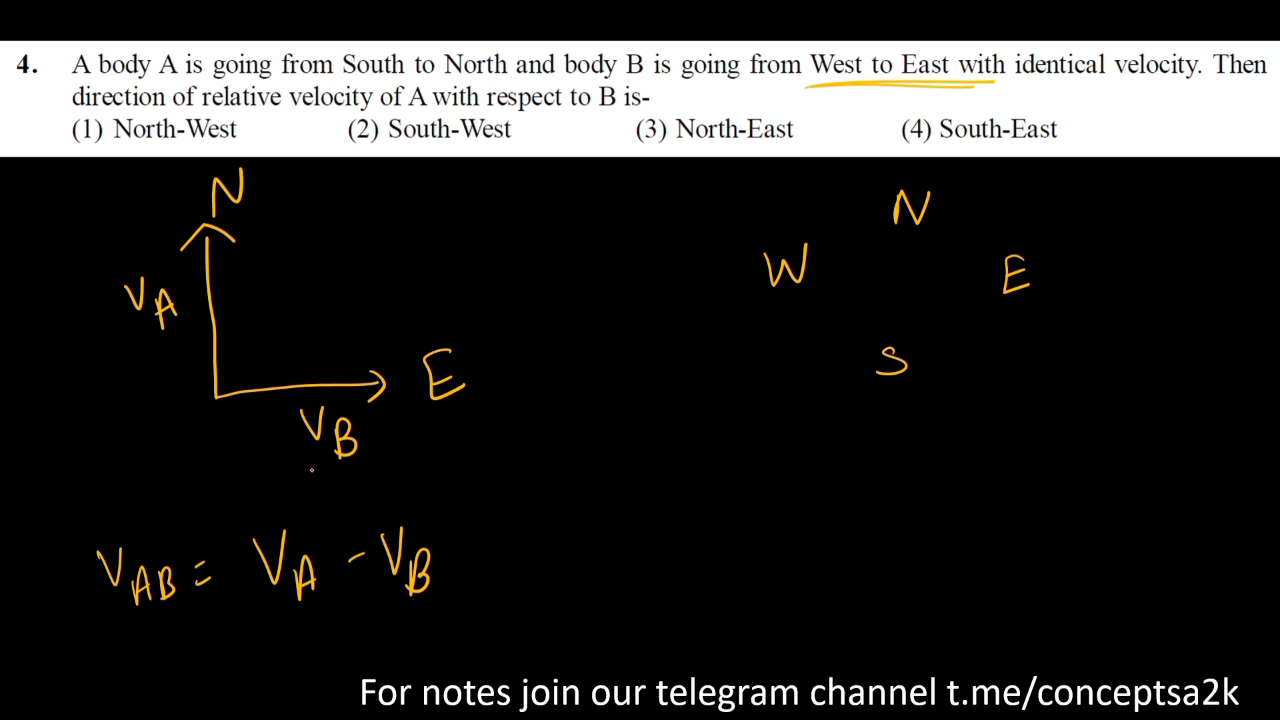 4. A body A is going from South to North and body B is going from West to East with identical velocity. Then
direction of relative velocity of A with respect to B is-
(1) North-West (2) South-West (3) North-East (4) South-East
N
N
W
E
VA
S
E
VB
VAB = VA - VB
For notes join our telegram channel t.me/conceptsa2k